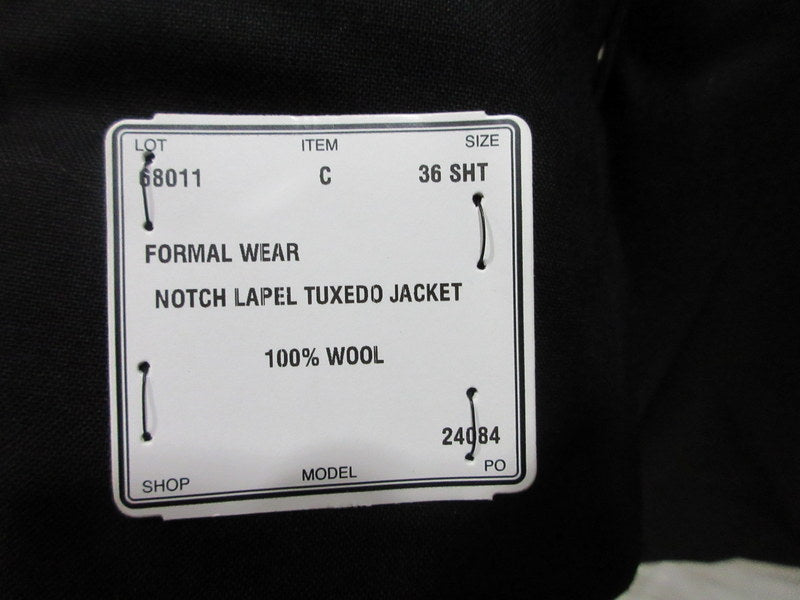 LOT ITEM SIZE
68011 C 36 SHT
FORMAL WEAR
NOTCH LAPEL TUXEDO JACKET
100% WOOL
24084
SHOP MODEL PO